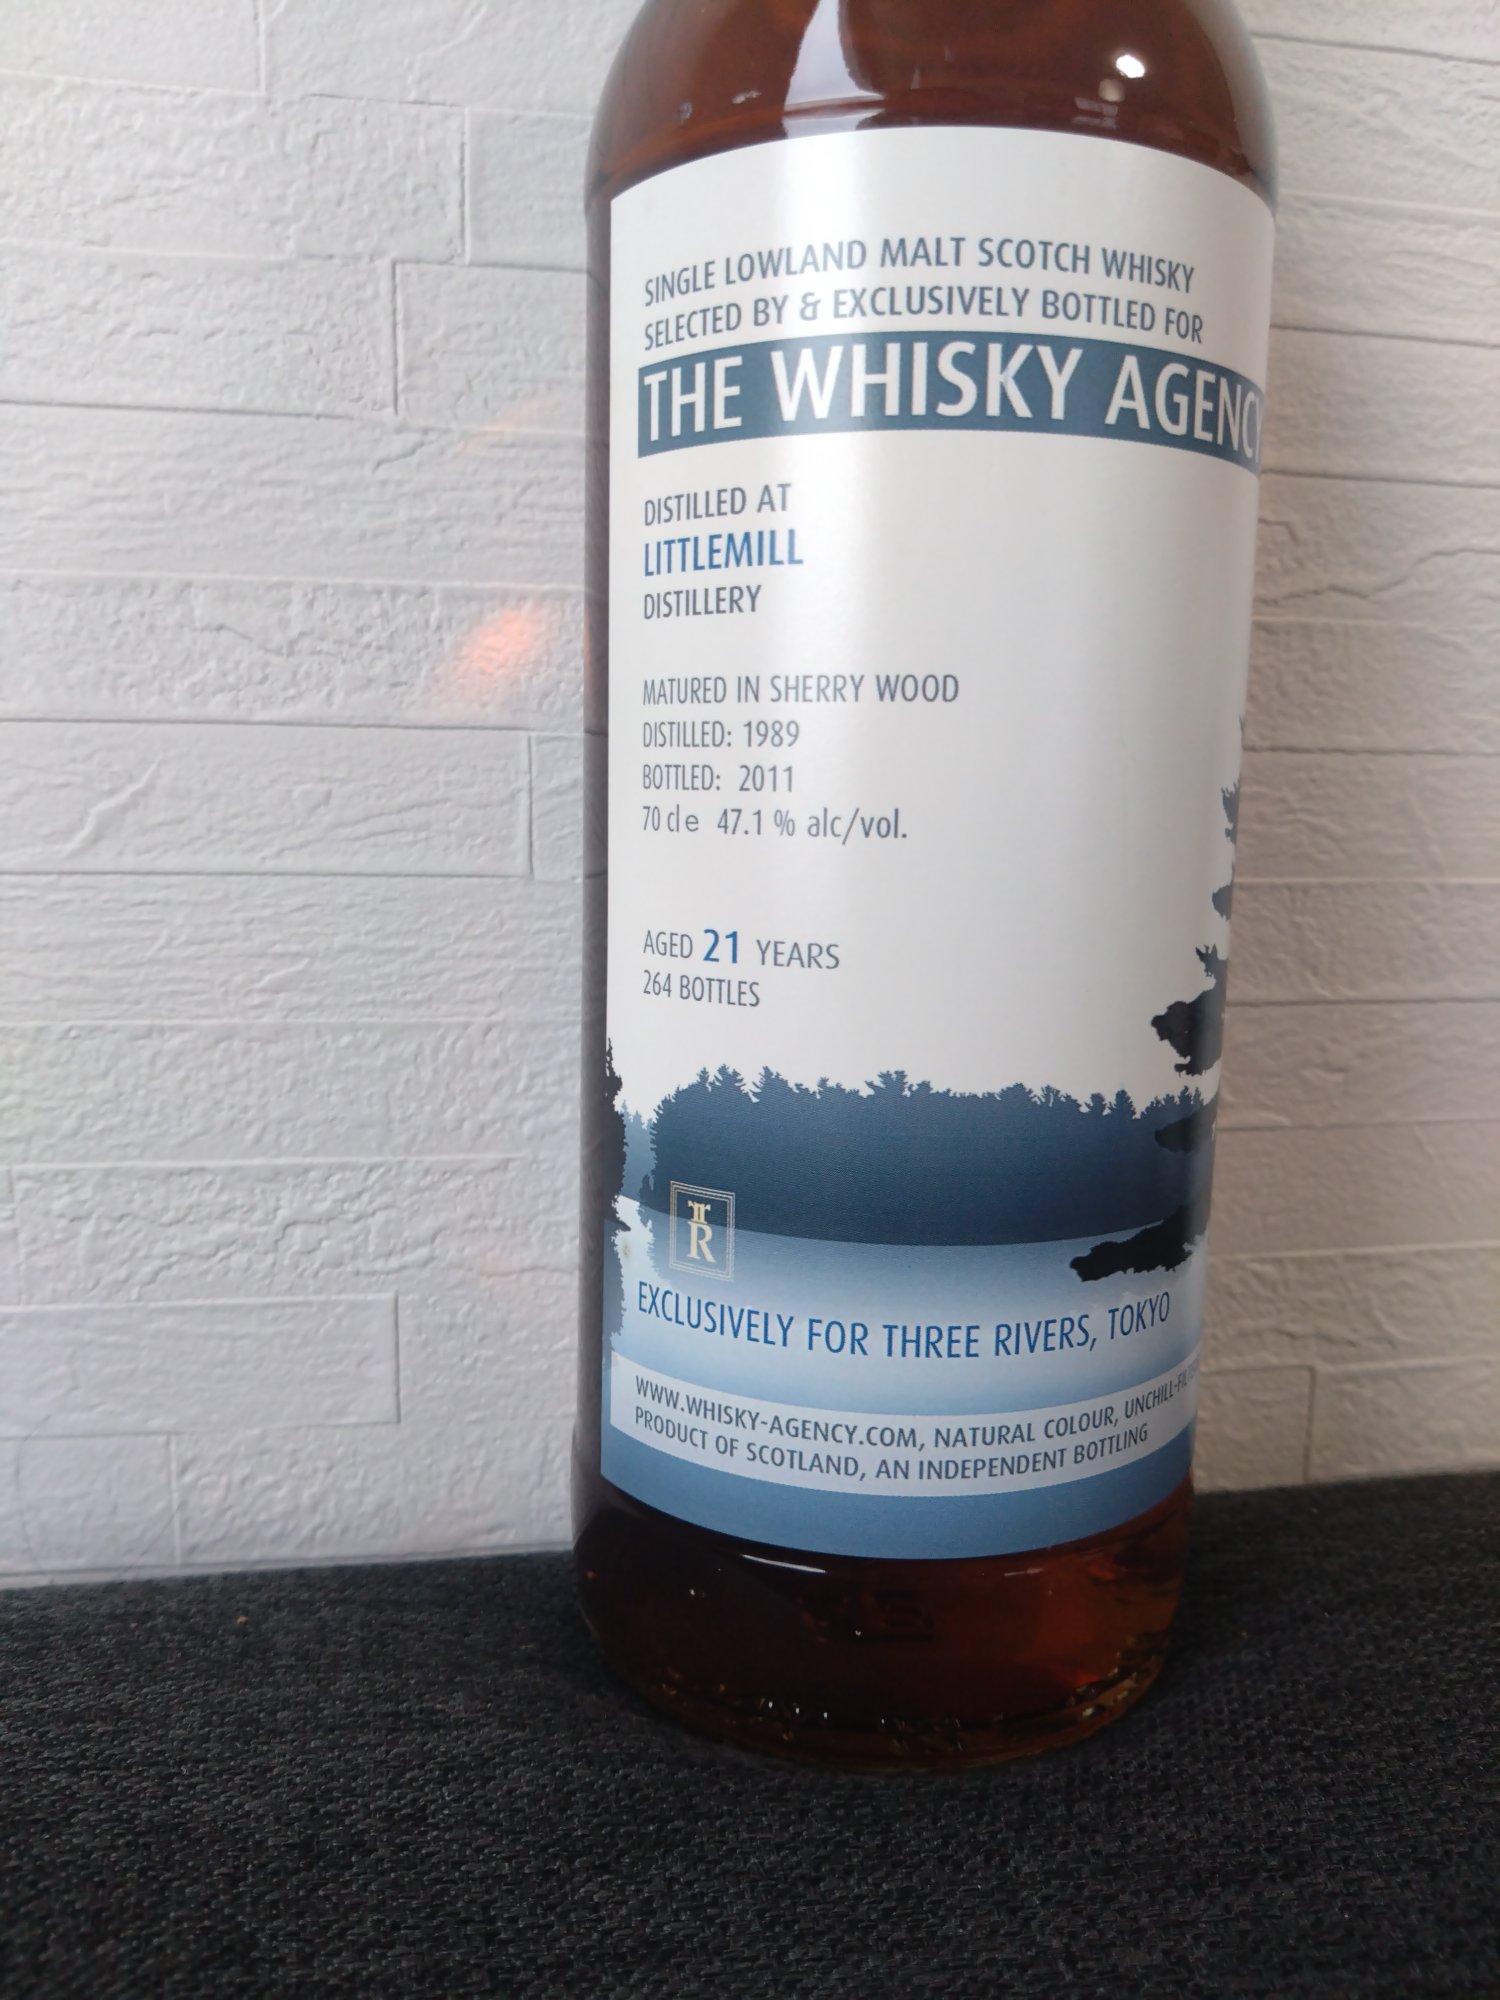 SINGLE LOWLAND MALT SCOTCH WHISKY
SELECTED BY & EXCLUSIVELY BOTTLED FOR
THE WHISKY AGENCY
DISTILLED AT
LITTLEMILL
DISTILLERY
MATURED IN SHERRY WOOD
DISTILLED: 1989
BOTTLED: 2011
70 cl e 47.1 % alc/vol.
AGED 21 YEARS
264 BOTTLES
R
EXCLUSIVELY FOR THREE RIVERS, TOKYO
WWW.WHISKY-AGENCY.COM, NATURAL COLOUR,
PRODUCT OF SCOTLAND, AN INDEPENDENT BOTTLING